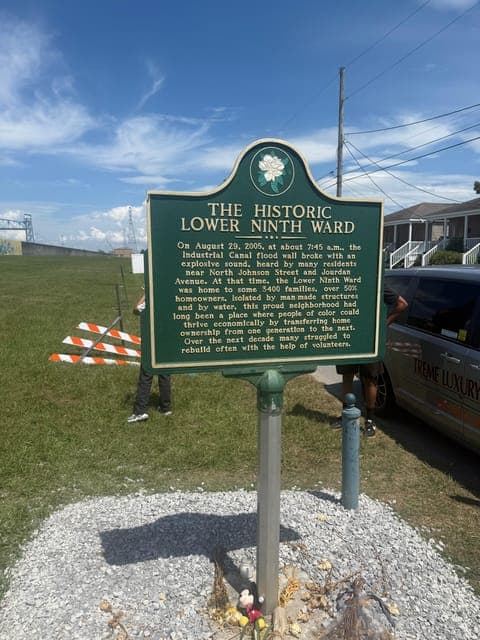 THE HISTORIC
LOWER NINTH WARD
On August 29, 2005, at about 7:45 a.m., the
Industrial Canal flood wall broke with an
explosive sound, heard by many residents
near North Johnson Street and Jourdan
Avenue. At that time, the Lower Ninth Ward
was home to some 5400 families, over 50%
homeowners. Isolated by man-made structures
and by water, this proud neighborhood had
long been a place where people of color could
thrive economically by transferring home
ownership from one generation to the next.
Over the next decade many struggled to
rebuild often with the help of volunteers.
TREME LUXURY